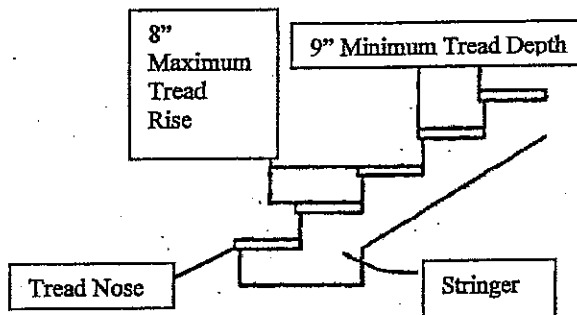 8”
Maximum
Tread
Rise
9” Minimum Tread Depth
Tread Nose
Stringer